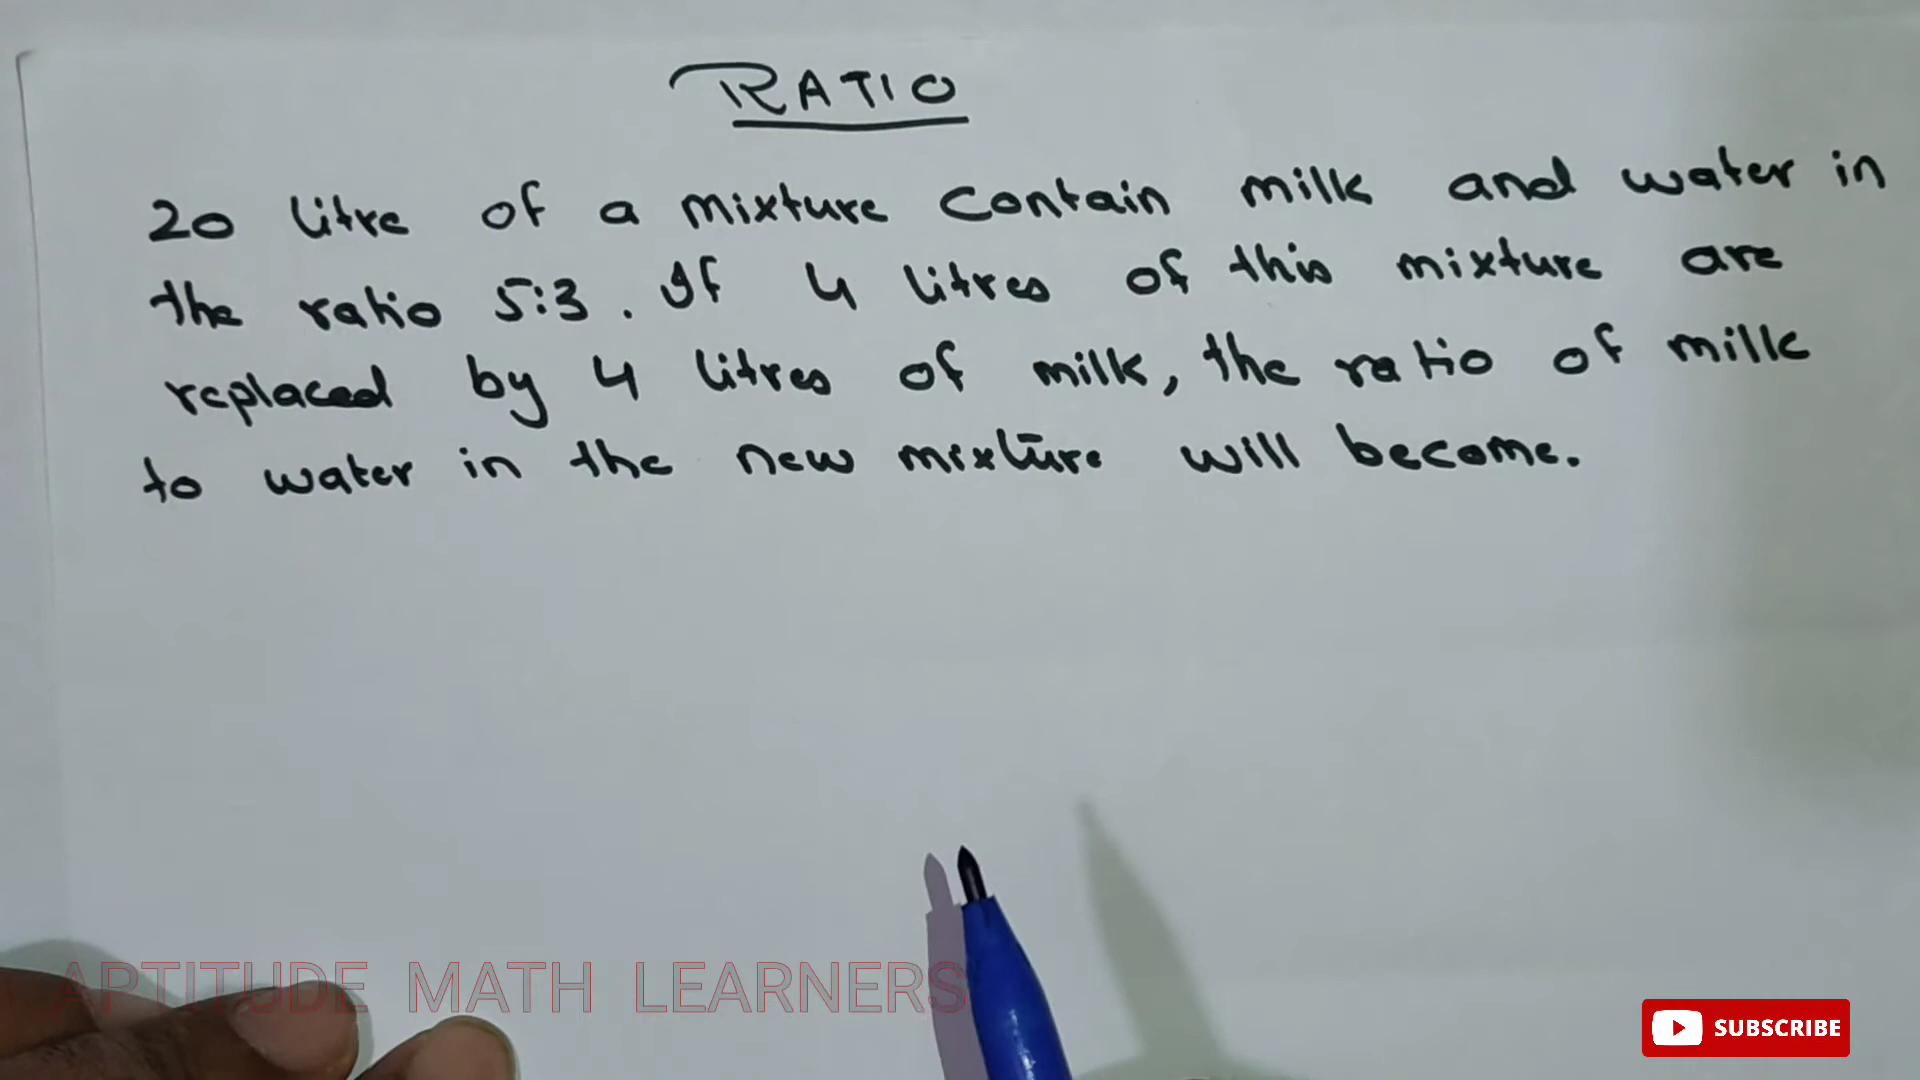 RATIO
20 litre of a mixture contain milk and water in
the ratio 5:3. If 4 litres of this mixture are
replaced by 4 litres of milk, the ratio of milk
to water in the new mixture will become.
APTITUDE MATH LEARNERS
SUBSCRIBE